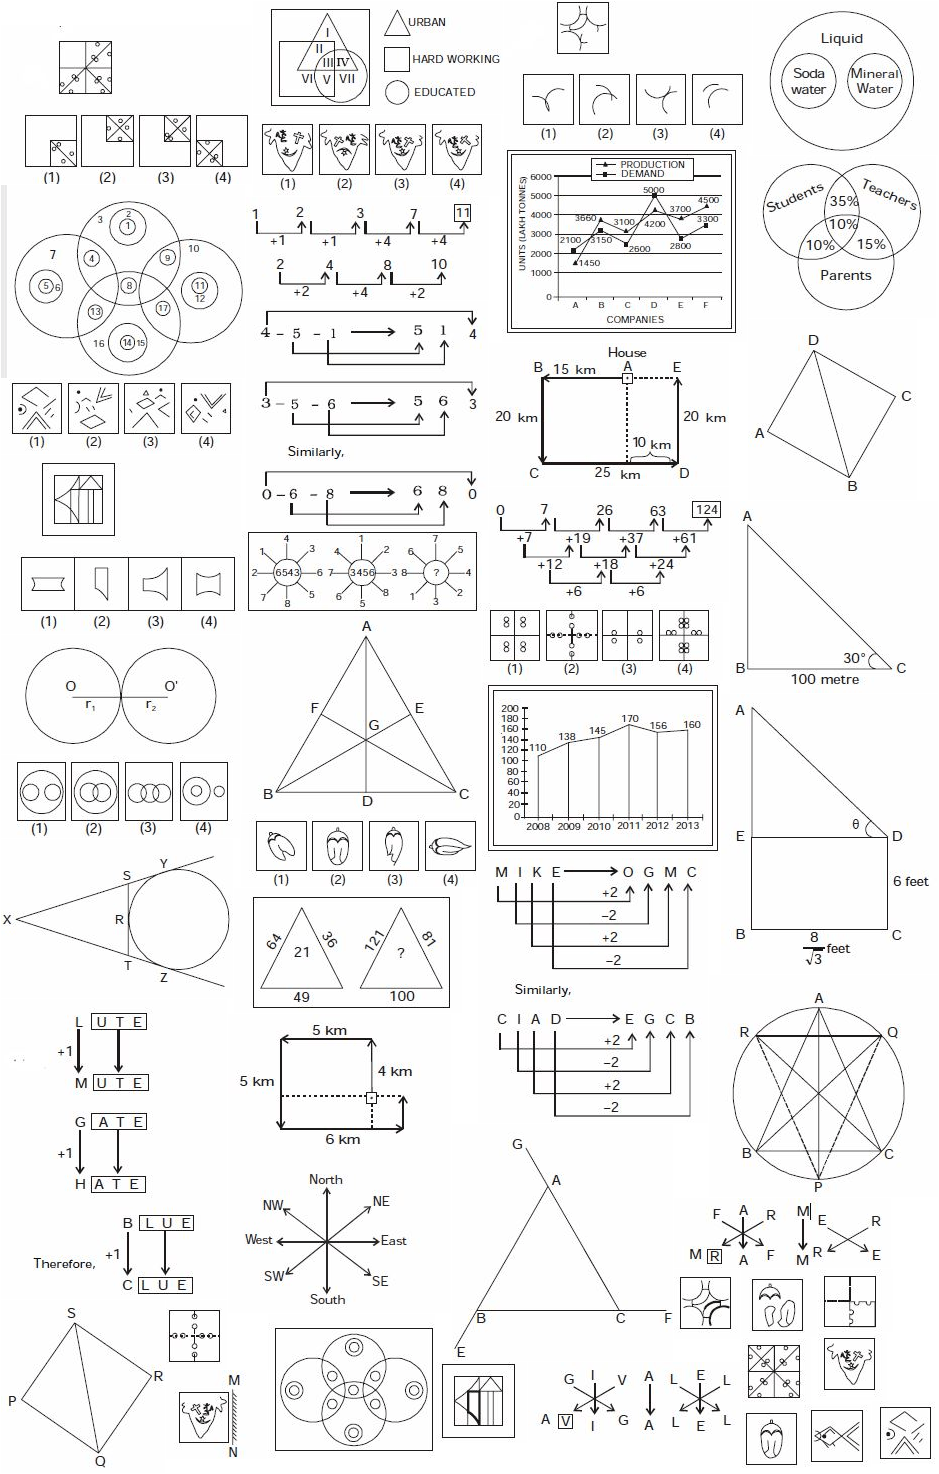 I
II
III IV
VI V VII
URBAN
HARD WORKING
EDUCATED
(1) (2) (3) (4)
(1) (2) (3) (4)
(1) (2) (3) (4)
Liquid
Soda water
Mineral Water
PRODUCTION
DEMAND
UNITS (LAKH TONNES)
6000
5000
4000
3000
2000
1000
0
5000
4500
3660 3100 4200 3700 3300
2100 3150 2600 2800
1450
A B C D E F
COMPANIES
Students 35% Teachers
10%
10% 15%
Parents
3 2 1
7 4 9 10
5 6 8 11 12
13 17
16 14 15
1 2 3 7 11
+1 +1 +4 +4
2 4 8 10
+2 +4 +2
4 – 5 – 1 5 1 4
3 – 5 – 6 5 6 3
Similarly,
0 – 6 – 8 6 8 0
(1) (2) (3) (4)
House
B 15 km A E
20 km 20 km
10 km
C 25 km D
D
C
A
B
0 7 26 63 124
+7 +19 +37 +61
+12 +18 +24
+6 +6
4 1 7
1 3 4 2 6 5
2 6543 6 7 3456 3 8 ? 4
7 5 6 8 1 2
8 5 3
(1) (2) (3) (4)
(1) (2) (3) (4)
A
30°
B 100 metre C
O O'
r1 r2
A
F E
G
B D C
200
180
160
140
120
100
80
60
40
20
0
110 138 145 170 156 160
2008 2009 2010 2011 2012 2013
A
θ
E D
6 feet
B C
8/√3 feet
(1) (2) (3) (4)
(1) (2) (3) (4)
Y
S
X R
T
Z
64 36
21
49
121 81
?
100
M I K E O G M C
+2
–2
+2
–2
Similarly,
C I A D E G C B
+2
–2
+2
–2
A
R Q
B C
P
L U T E
+1
M U T E
G A T E
+1
H A T E
B L U E
Therefore, +1
C L U E
5 km
5 km 4 km
6 km
North
NW NE
West East
SW SE
South
G
A
B C F
E
F A R M E R
M R A F M R E
S
P R
Q
M
N
G I V A L E L
A V I G A L E L